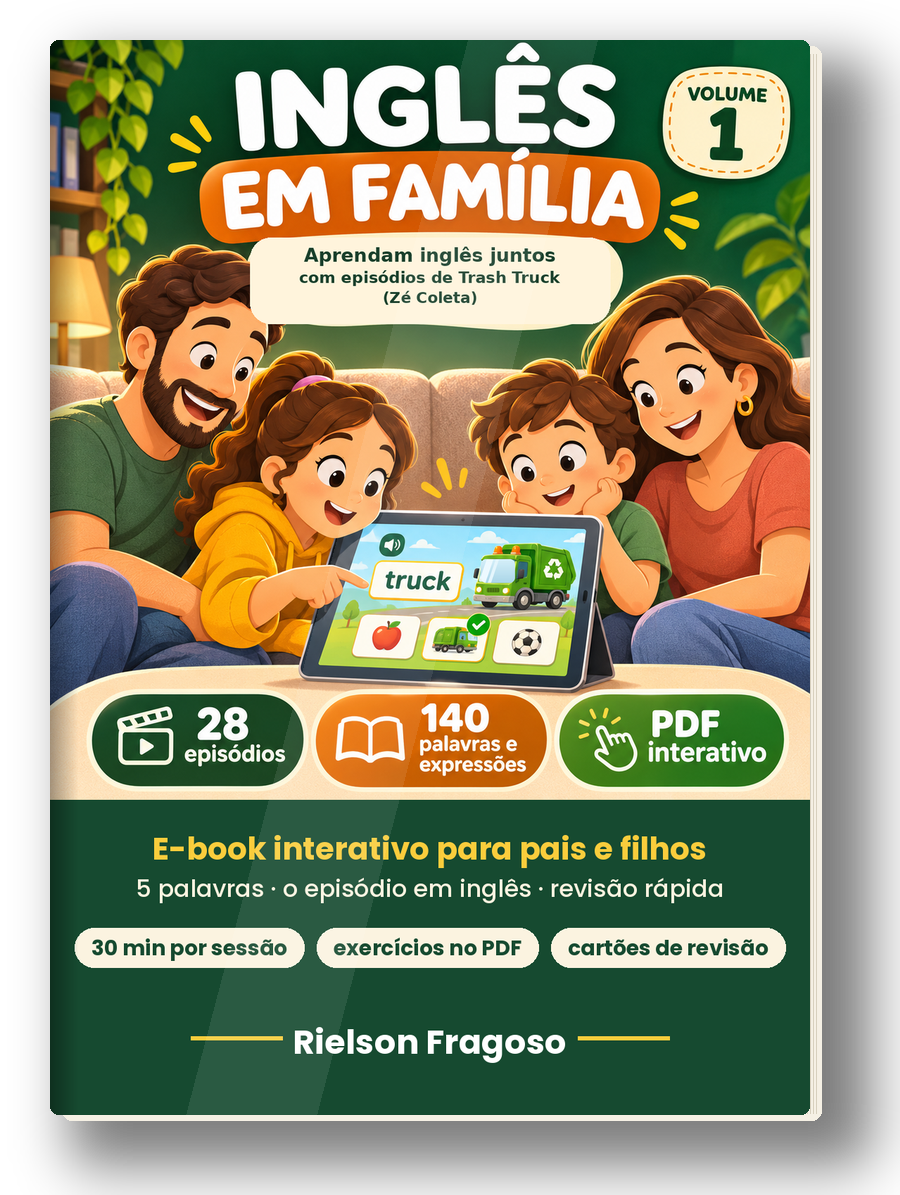 INGLÊS
EM FAMÍLIA
VOLUME
1
Aprendam inglês juntos
com episódios de Trash Truck
(Zé Coleta)
truck
28
episódios
140
palavras e
expressões
PDF
interativo
E-book interativo para pais e filhos
5 palavras · o episódio em inglês · revisão rápida
30 min por sessão
exercícios no PDF
cartões de revisão
Rielson Fragoso